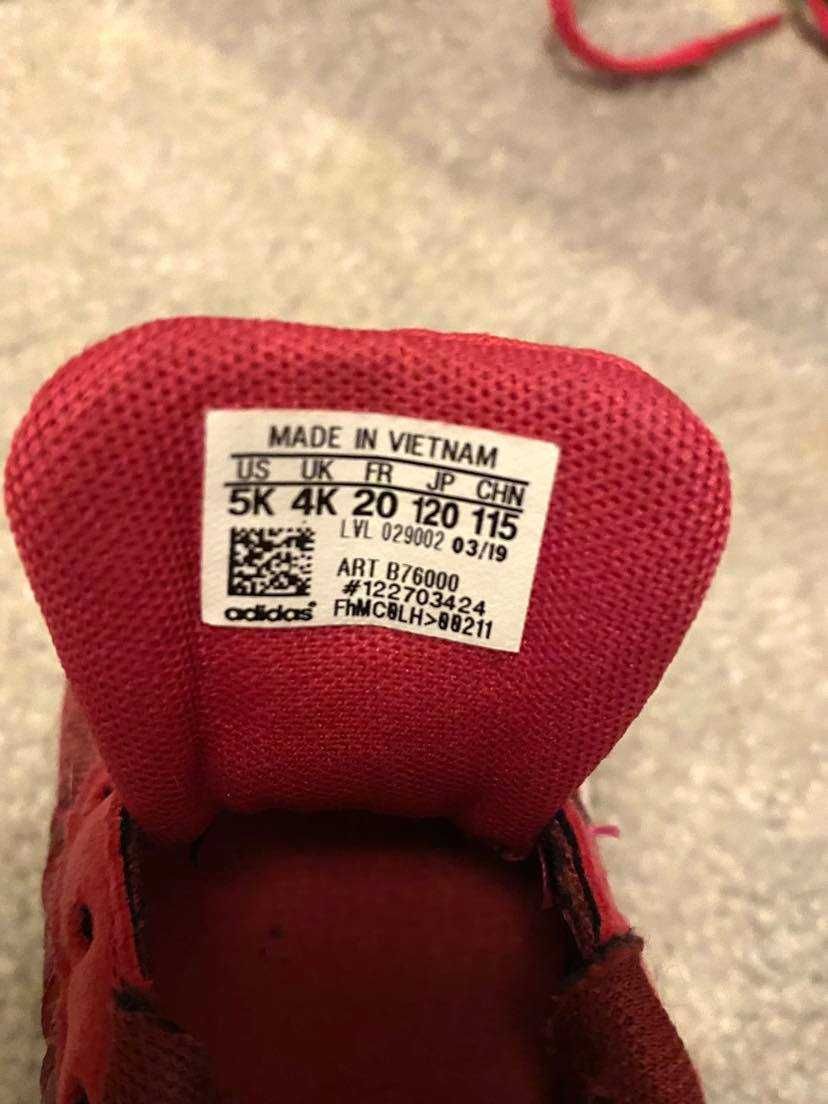 MADE IN VIETNAM
US UK FR JP CHN
5K 4K 20 120 115
LVL 029002 03/19
ART B76000
#122703424
adidas FhMC0LH>00211